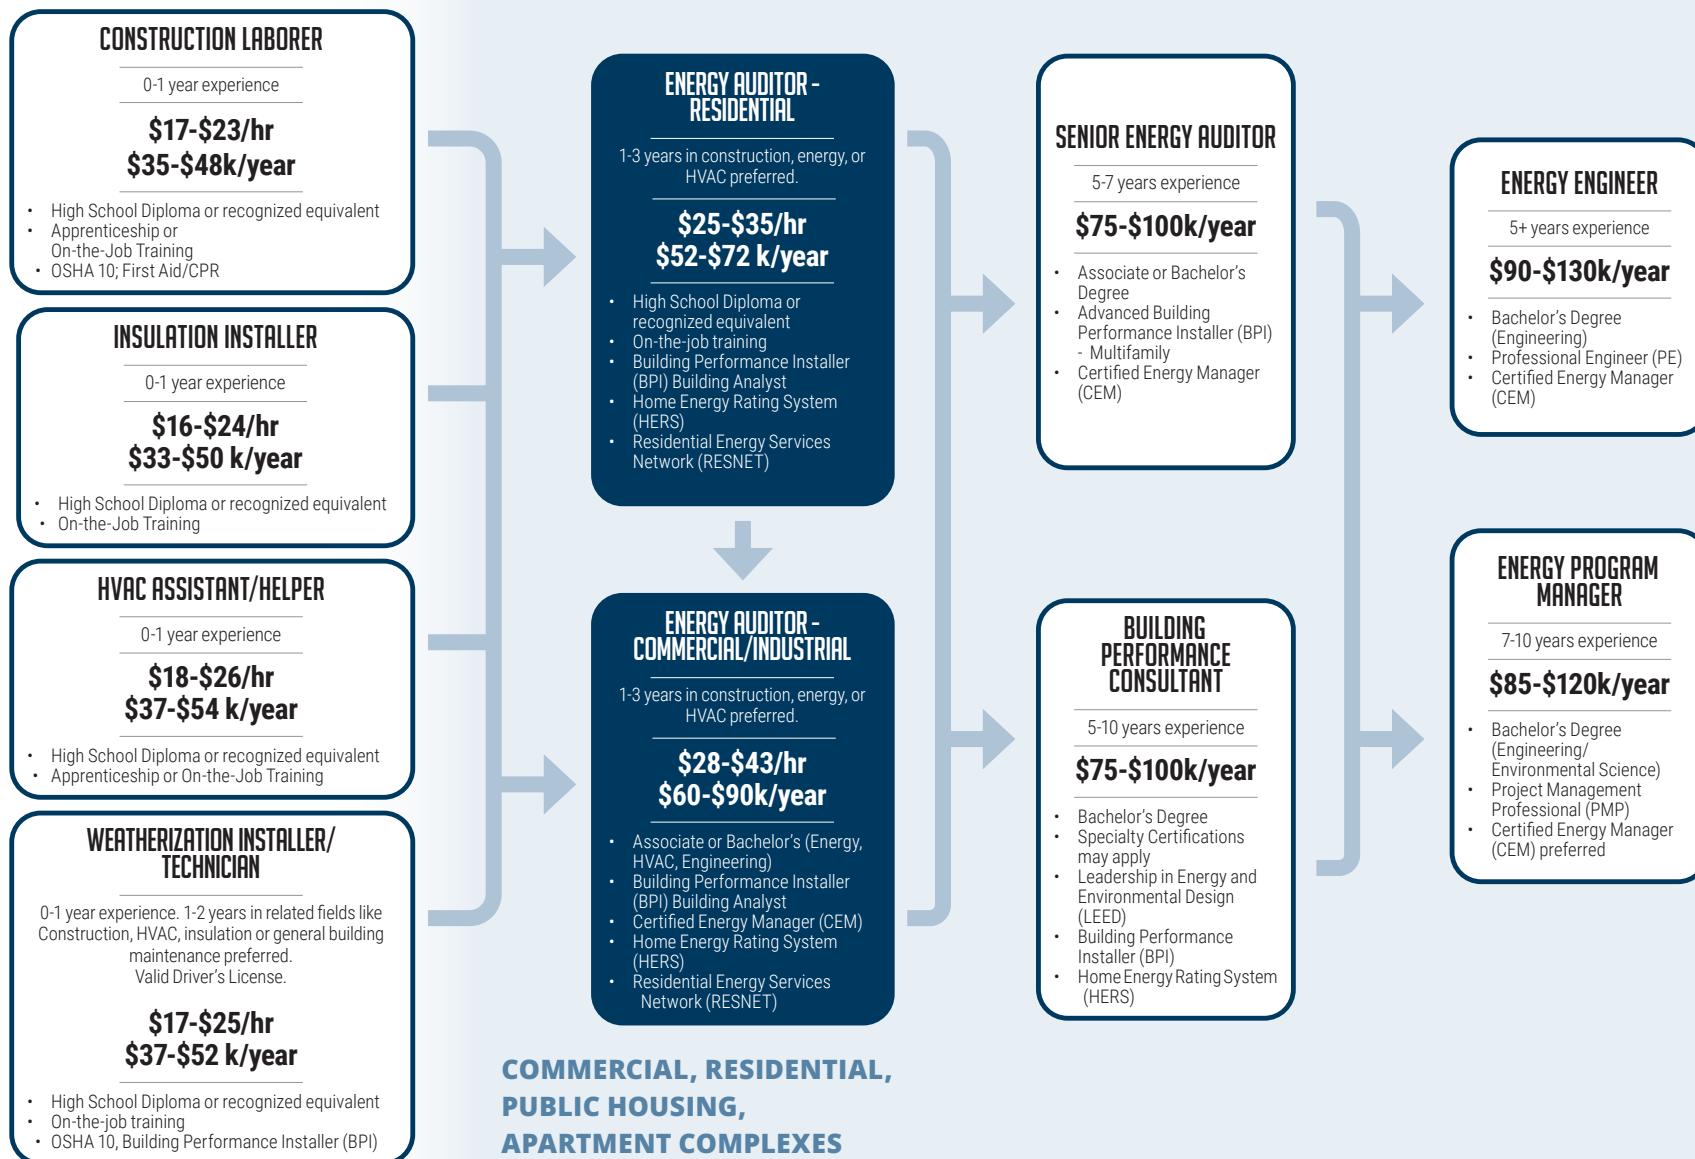 CONSTRUCTION LABORER
0-1 year experience
$17-$23/hr
$35-$48k/year
• High School Diploma or recognized equivalent
• Apprenticeship or
On-the-Job Training
• OSHA 10; First Aid/CPR
INSULATION INSTALLER
0-1 year experience
$16-$24/hr
$33-$50 k/year
• High School Diploma or recognized equivalent
• On-the-Job Training
HVAC ASSISTANT/HELPER
0-1 year experience
$18-$26/hr
$37-$54 k/year
• High School Diploma or recognized equivalent
• Apprenticeship or On-the-Job Training
WEATHERIZATION INSTALLER/
TECHNICIAN
0-1 year experience. 1-2 years in related fields like
Construction, HVAC, insulation or general building
maintenance preferred.
Valid Driver's License.
$17-$25/hr
$37-$52 k/year
• High School Diploma or recognized equivalent
• On-the-job training
• OSHA 10, Building Performance Installer (BPI)
ENERGY AUDITOR -
RESIDENTIAL
1-3 years in construction, energy, or
HVAC preferred.
$25-$35/hr
$52-$72 k/year
• High School Diploma or
recognized equivalent
• On-the-job training
• Building Performance Installer
(BPI) Building Analyst
• Home Energy Rating System
(HERS)
• Residential Energy Services
Network (RESNET)
ENERGY AUDITOR -
COMMERCIAL/INDUSTRIAL
1-3 years in construction, energy, or
HVAC preferred.
$28-$43/hr
$60-$90k/year
• Associate or Bachelor's (Energy,
HVAC, Engineering)
• Building Performance Installer
(BPI) Building Analyst
• Certified Energy Manager (CEM)
• Home Energy Rating System
(HERS)
• Residential Energy Services
Network (RESNET)
COMMERCIAL, RESIDENTIAL,
PUBLIC HOUSING,
APARTMENT COMPLEXES
SENIOR ENERGY AUDITOR
5-7 years experience
$75-$100k/year
• Associate or Bachelor's
Degree
• Advanced Building
Performance Installer (BPI)
- Multifamily
• Certified Energy Manager
(CEM)
BUILDING
PERFORMANCE
CONSULTANT
5-10 years experience
$75-$100k/year
• Bachelor's Degree
• Specialty Certifications
may apply
• Leadership in Energy and
Environmental Design
(LEED)
• Building Performance
Installer (BPI)
• Home Energy Rating System
(HERS)
ENERGY ENGINEER
5+ years experience
$90-$130k/year
• Bachelor's Degree
(Engineering)
• Professional Engineer (PE)
• Certified Energy Manager
(CEM)
ENERGY PROGRAM
MANAGER
7-10 years experience
$85-$120k/year
• Bachelor's Degree
(Engineering/
Environmental Science)
• Project Management
Professional (PMP)
• Certified Energy Manager
(CEM) preferred